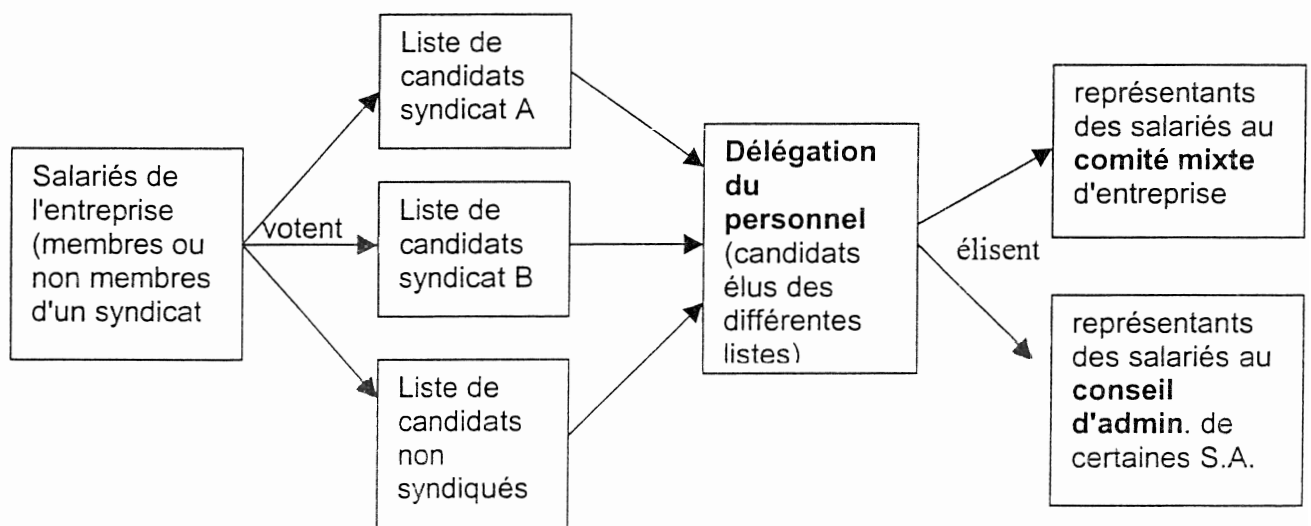 Salariés de
l'entreprise
(membres ou
non membres
d'un syndicat
votent
Liste de
candidats
syndicat A
Liste de
candidats
syndicat B
Liste de
candidats
non
syndiqués
Délégation
du
personnel
(candidats
élus des
différentes
listes)
élisent
représentants
des salariés au
comité mixte
d'entreprise
représentants
des salariés au
conseil
d'admin. de
certaines S.A.